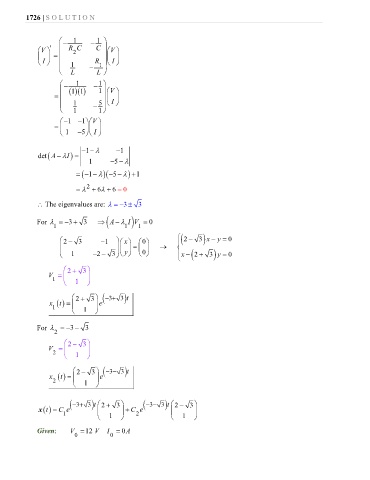 1726 | SOLUTION
(V I)' = (-1/(R₂C) -1/C; 1/L -R₁/L)(V I)
= (-1/((1)(1)) -1/1; 1/1 -5/1)(V I)
= (-1 -1; 1 -5)(V I)
det(A - λI) = |-1-λ -1; 1 -5-λ|
= (-1-λ)(-5-λ)+1
= λ² + 6λ + 6 = 0
∴ The eigenvalues are: λ = -3 ± √3
For λ₁ = -3 + √3 ⇒ (A - λ₁I)V₁ = 0
(2-√3 -1; 1 -2-√3)(x y) = (0 0) → {(2-√3)x - y = 0; x - (2+√3)y = 0
V₁ = (2+√3; 1)
x₁(t) = (2+√3; 1)e^(-3+√3)t
For λ₂ = -3 - √3
V₂ = (2-√3; 1)
x₂(t) = (2-√3; 1)e^(-3-√3)t
x(t) = C₁e^(-3+√3)t (2+√3; 1) + C₂e^(-3-√3)t (2-√3; 1)
Given: V₀ = 12 V I₀ = 0A